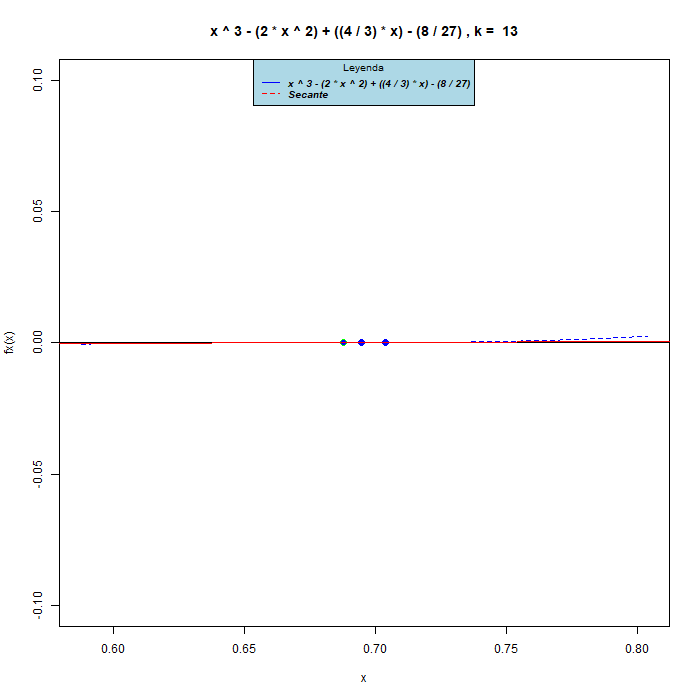 x ^ 3 - (2 * x ^ 2) + ((4 / 3) * x) - (8 / 27) , k =  13
Leyenda
x ^ 3 - (2 * x ^ 2) + ((4 / 3) * x) - (8 / 27)
Secante
0.10
0.05
0.00
-0.05
-0.10
fx(x)
0.60 0.65 0.70 0.75 0.80
x